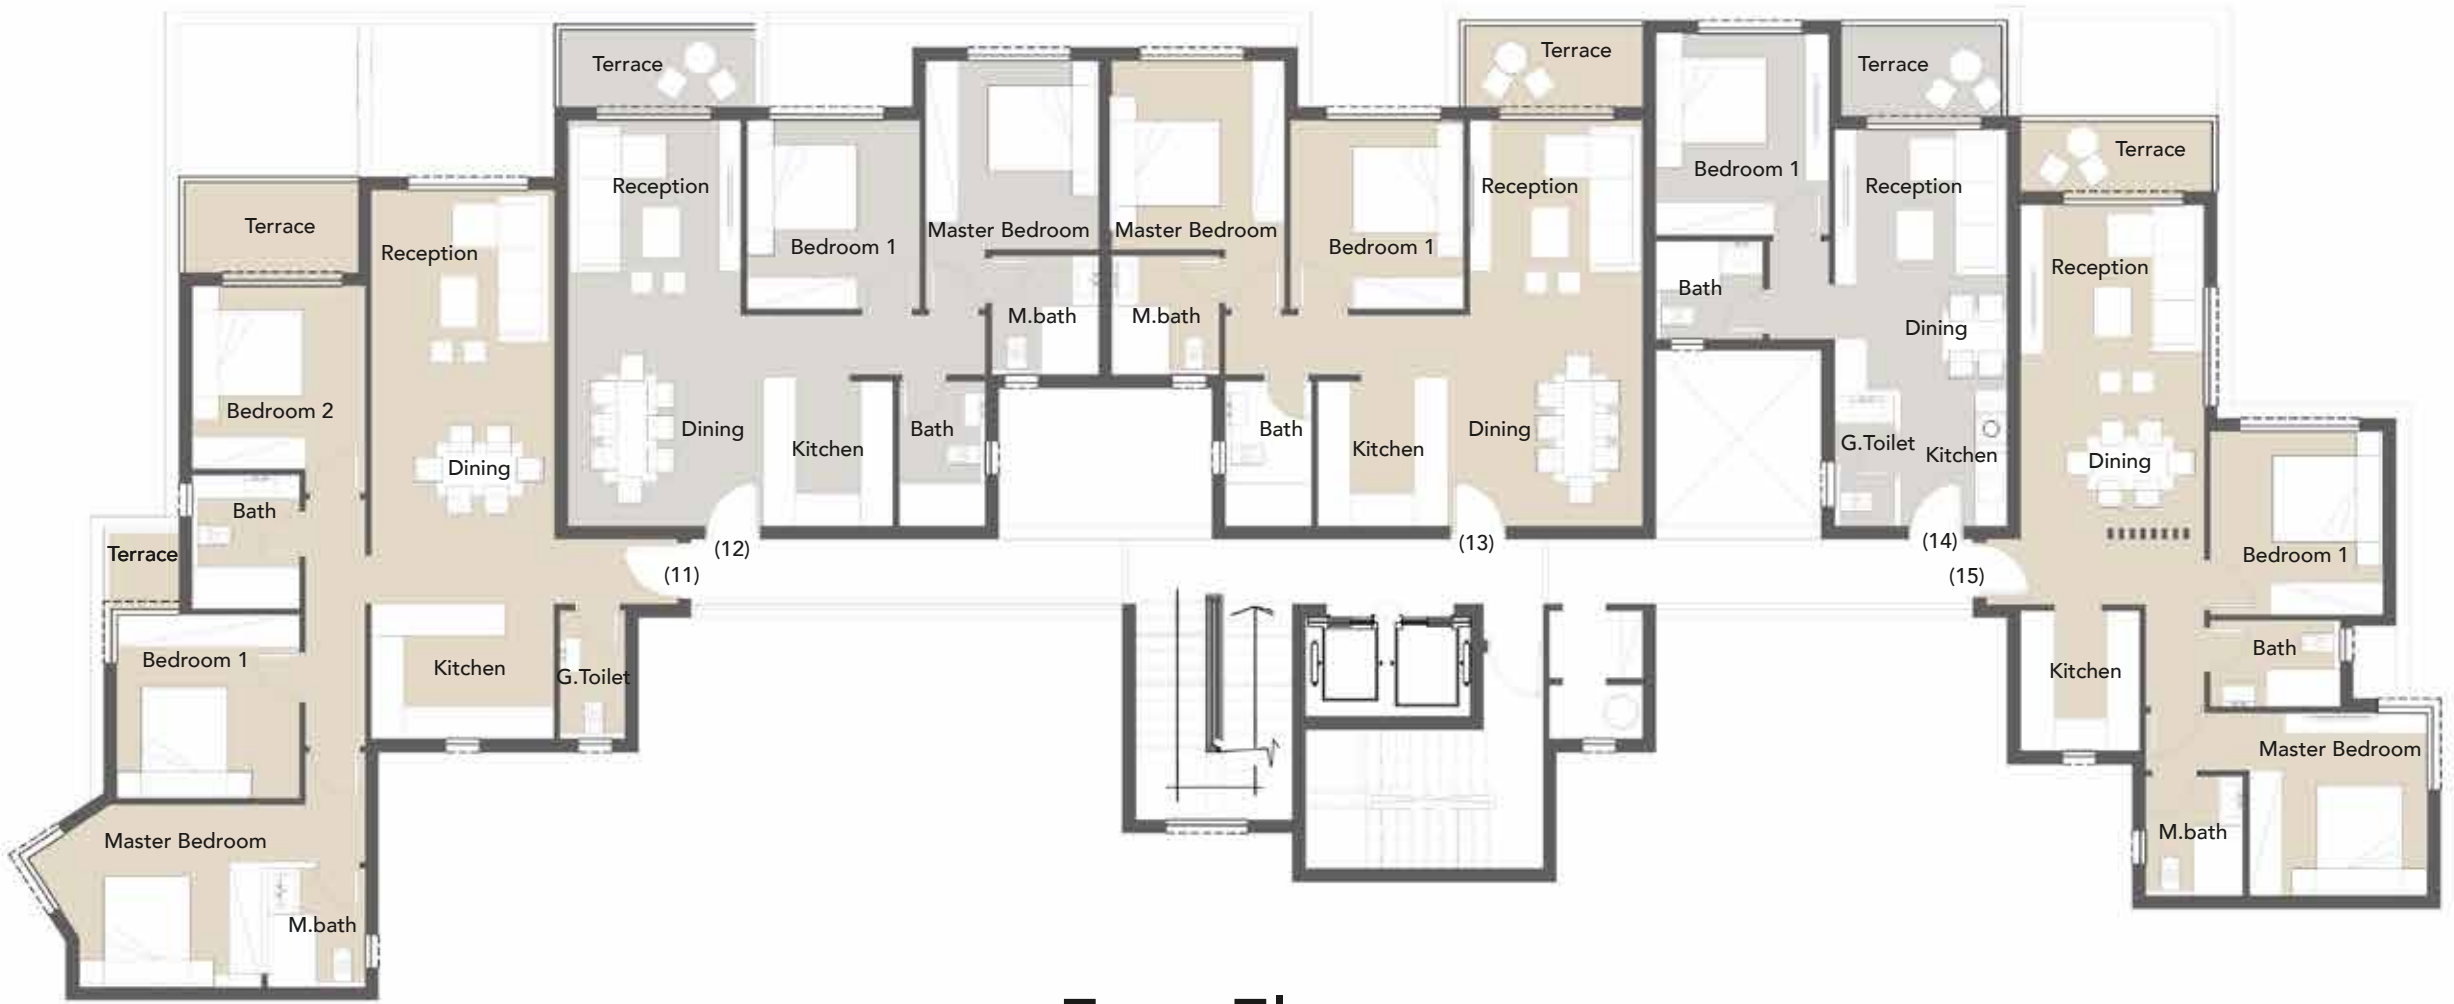 Terrace
Reception
Bedroom 2
Dining
Bath
Terrace
Bedroom 1
Kitchen
G.Toilet
Master Bedroom
M.bath
(11)
Terrace
Reception
Bedroom 1
Master Bedroom
M.bath
Dining
Kitchen
Bath
(12)
Terrace
Master Bedroom
Bedroom 1
Reception
M.bath
Bath
Kitchen
Dining
(13)
Bedroom 1
Terrace
Reception
Bath
Dining
G.Toilet
Kitchen
(14)
Terrace
Reception
Dining
Bedroom 1
(15)
Kitchen
Bath
Master Bedroom
M.bath